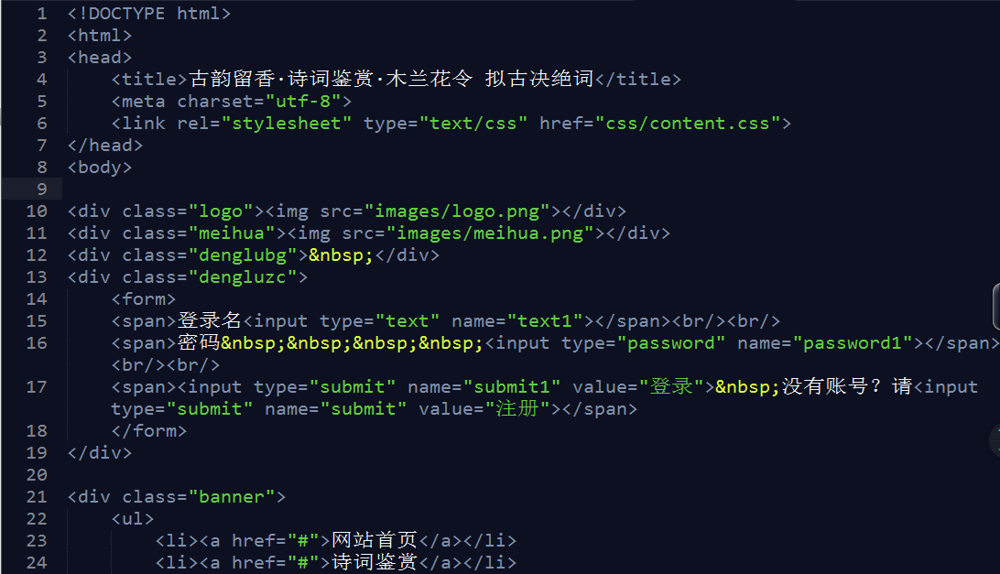 1 <!DOCTYPE html>
2 <html>
3 <head>
4 <title>古韵留香·诗词鉴赏·木兰花令 拟古决绝词</title>
5 <meta charset="utf-8">
6 <link rel="stylesheet" type="text/css" href="css/content.css">
7 </head>
8 <body>
9
10 <div class="logo"><img src="images/logo.png"></div>
11 <div class="meihua"><img src="images/meihua.png"></div>
12 <div class="denglubg">&nbsp;</div>
13 <div class="dengluzc">
14 <form>
15 <span>登录名<input type="text" name="text1"></span><br/><br/>
16 <span>密码&nbsp;&nbsp;&nbsp;&nbsp;<input type="password" name="password1"></span>
<br/><br/>
17 <span><input type="submit" name="submit1" value="登录">&nbsp;没有账号？请<input
type="submit" name="submit" value="注册"></span>
18 </form>
19 </div>
20
21 <div class="banner">
22 <ul>
23 <li><a href="#">网站首页</a></li>
24 <li><a href="#">诗词鉴赏</a></li>